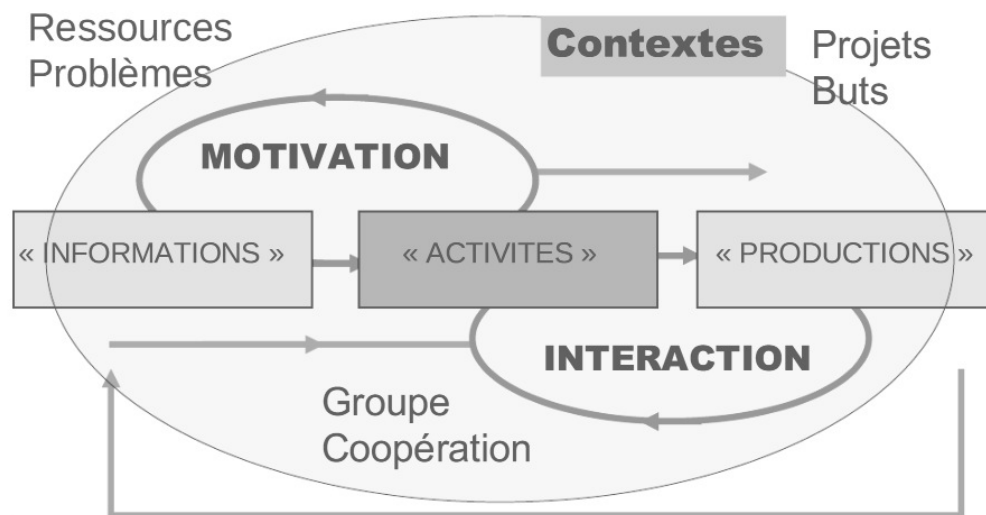 Ressources
Problèmes
Contextes
Projets
Buts
MOTIVATION
« INFORMATIONS »
« ACTIVITES »
« PRODUCTIONS »
INTERACTION
Groupe
Coopération